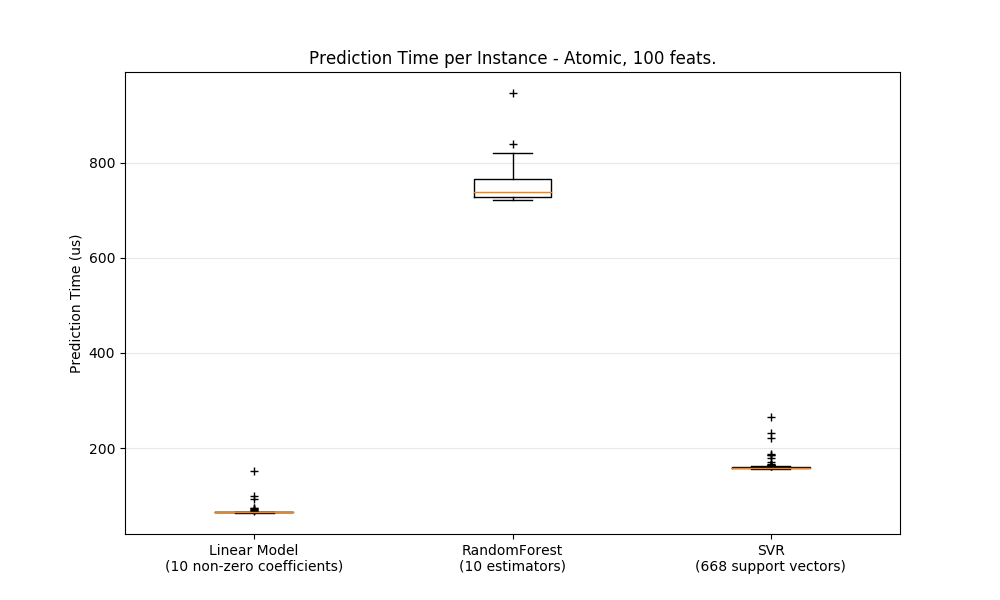 Prediction Time per Instance - Atomic, 100 feats.
Prediction Time (us)
800
600
400
200
Linear Model
(10 non-zero coefficients)
RandomForest
(10 estimators)
SVR
(668 support vectors)